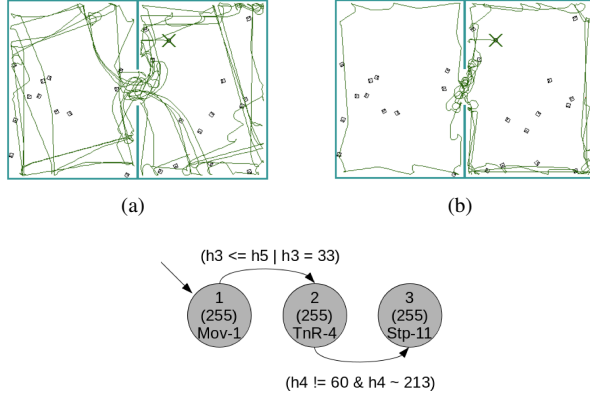 (a)
(b)
(h3 <= h5 | h3 = 33)
1
(255)
Mov-1
2
(255)
TnR-4
3
(255)
Stp-11
(h4 != 60 & h4 ~ 213)